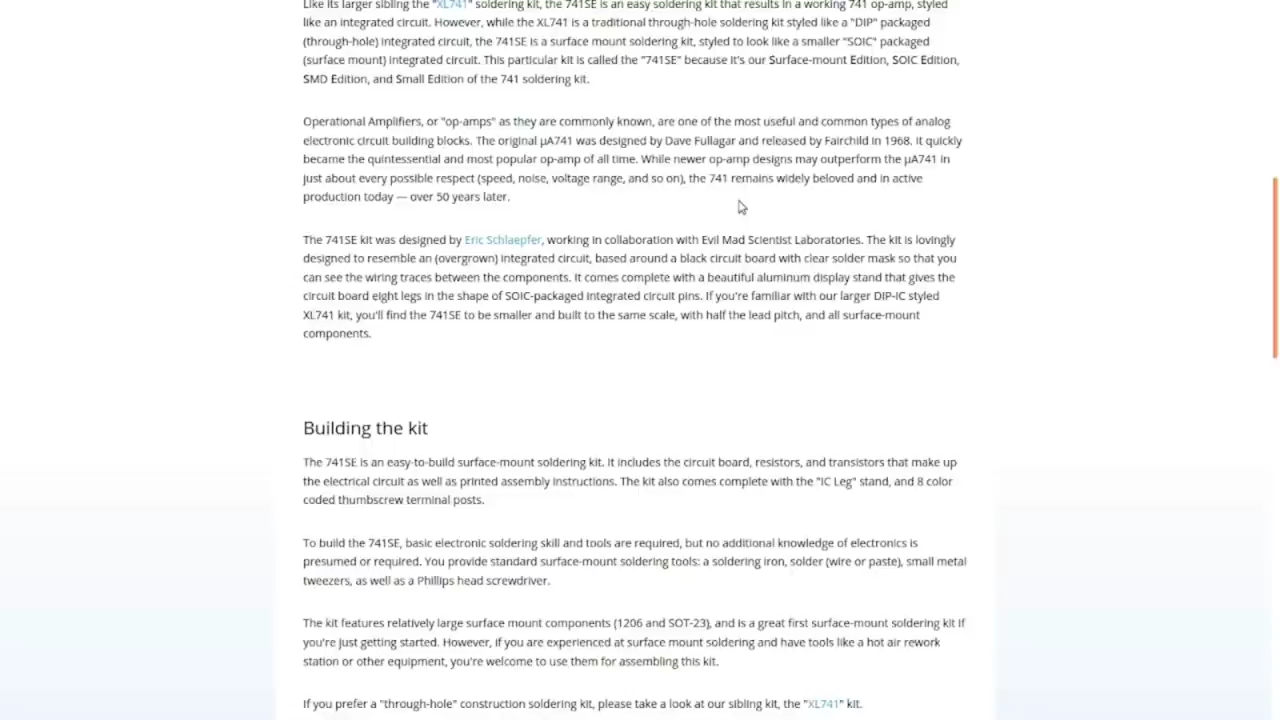 Like its larger sibling the "XL741" soldering kit, the 741SE is an easy soldering kit that results in a working 741 op-amp, styled
like an integrated circuit. However, while the XL741 is a traditional through-hole soldering kit styled like a "DIP" packaged
(through-hole) integrated circuit, the 741SE is a surface mount soldering kit, styled to look like a smaller "SOIC" packaged
(surface mount) integrated circuit. This particular kit is called the "741SE" because it's our Surface-mount Edition, SOIC Edition,
SMD Edition, and Small Edition of the 741 soldering kit.
Operational Amplifiers, or "op-amps" as they are commonly known, are one of the most useful and common types of analog
electronic circuit building blocks. The original μA741 was designed by Dave Fullagar and released by Fairchild in 1968. It quickly
became the quintessential and most popular op-amp of all time. While newer op-amp designs may outperform the μA741 in
just about every possible respect (speed, noise, voltage range, and so on), the 741 remains widely beloved and in active
production today — over 50 years later.
The 741SE kit was designed by Eric Schlaepfer, working in collaboration with Evil Mad Scientist Laboratories. The kit is lovingly
designed to resemble an (overgrown) integrated circuit, based around a black circuit board with clear solder mask so that you
can see the wiring traces between the components. It comes complete with a beautiful aluminum display stand that gives the
circuit board eight legs in the shape of SOIC-packaged integrated circuit pins. If you're familiar with our larger DIP-IC styled
XL741 kit, you'll find the 741SE to be smaller and built to the same scale, with half the lead pitch, and all surface-mount
components.
Building the kit
The 741SE is an easy-to-build surface-mount soldering kit. It includes the circuit board, resistors, and transistors that make up
the electrical circuit as well as printed assembly instructions. The kit also comes complete with the "IC Leg" stand, and 8 color
coded thumbscrew terminal posts.
To build the 741SE, basic electronic soldering skill and tools are required, but no additional knowledge of electronics is
presumed or required. You provide standard surface-mount soldering tools: a soldering iron, solder (wire or paste), small metal
tweezers, as well as a Phillips head screwdriver.
The kit features relatively large surface mount components (1206 and SOT-23), and is a great first surface-mount soldering kit if
you're just getting started. However, if you are experienced at surface mount soldering and have tools like a hot air rework
station or other equipment, you're welcome to use them for assembling this kit.
If you prefer a "through-hole" construction soldering kit, please take a look at our sibling kit, the "XL741" kit.